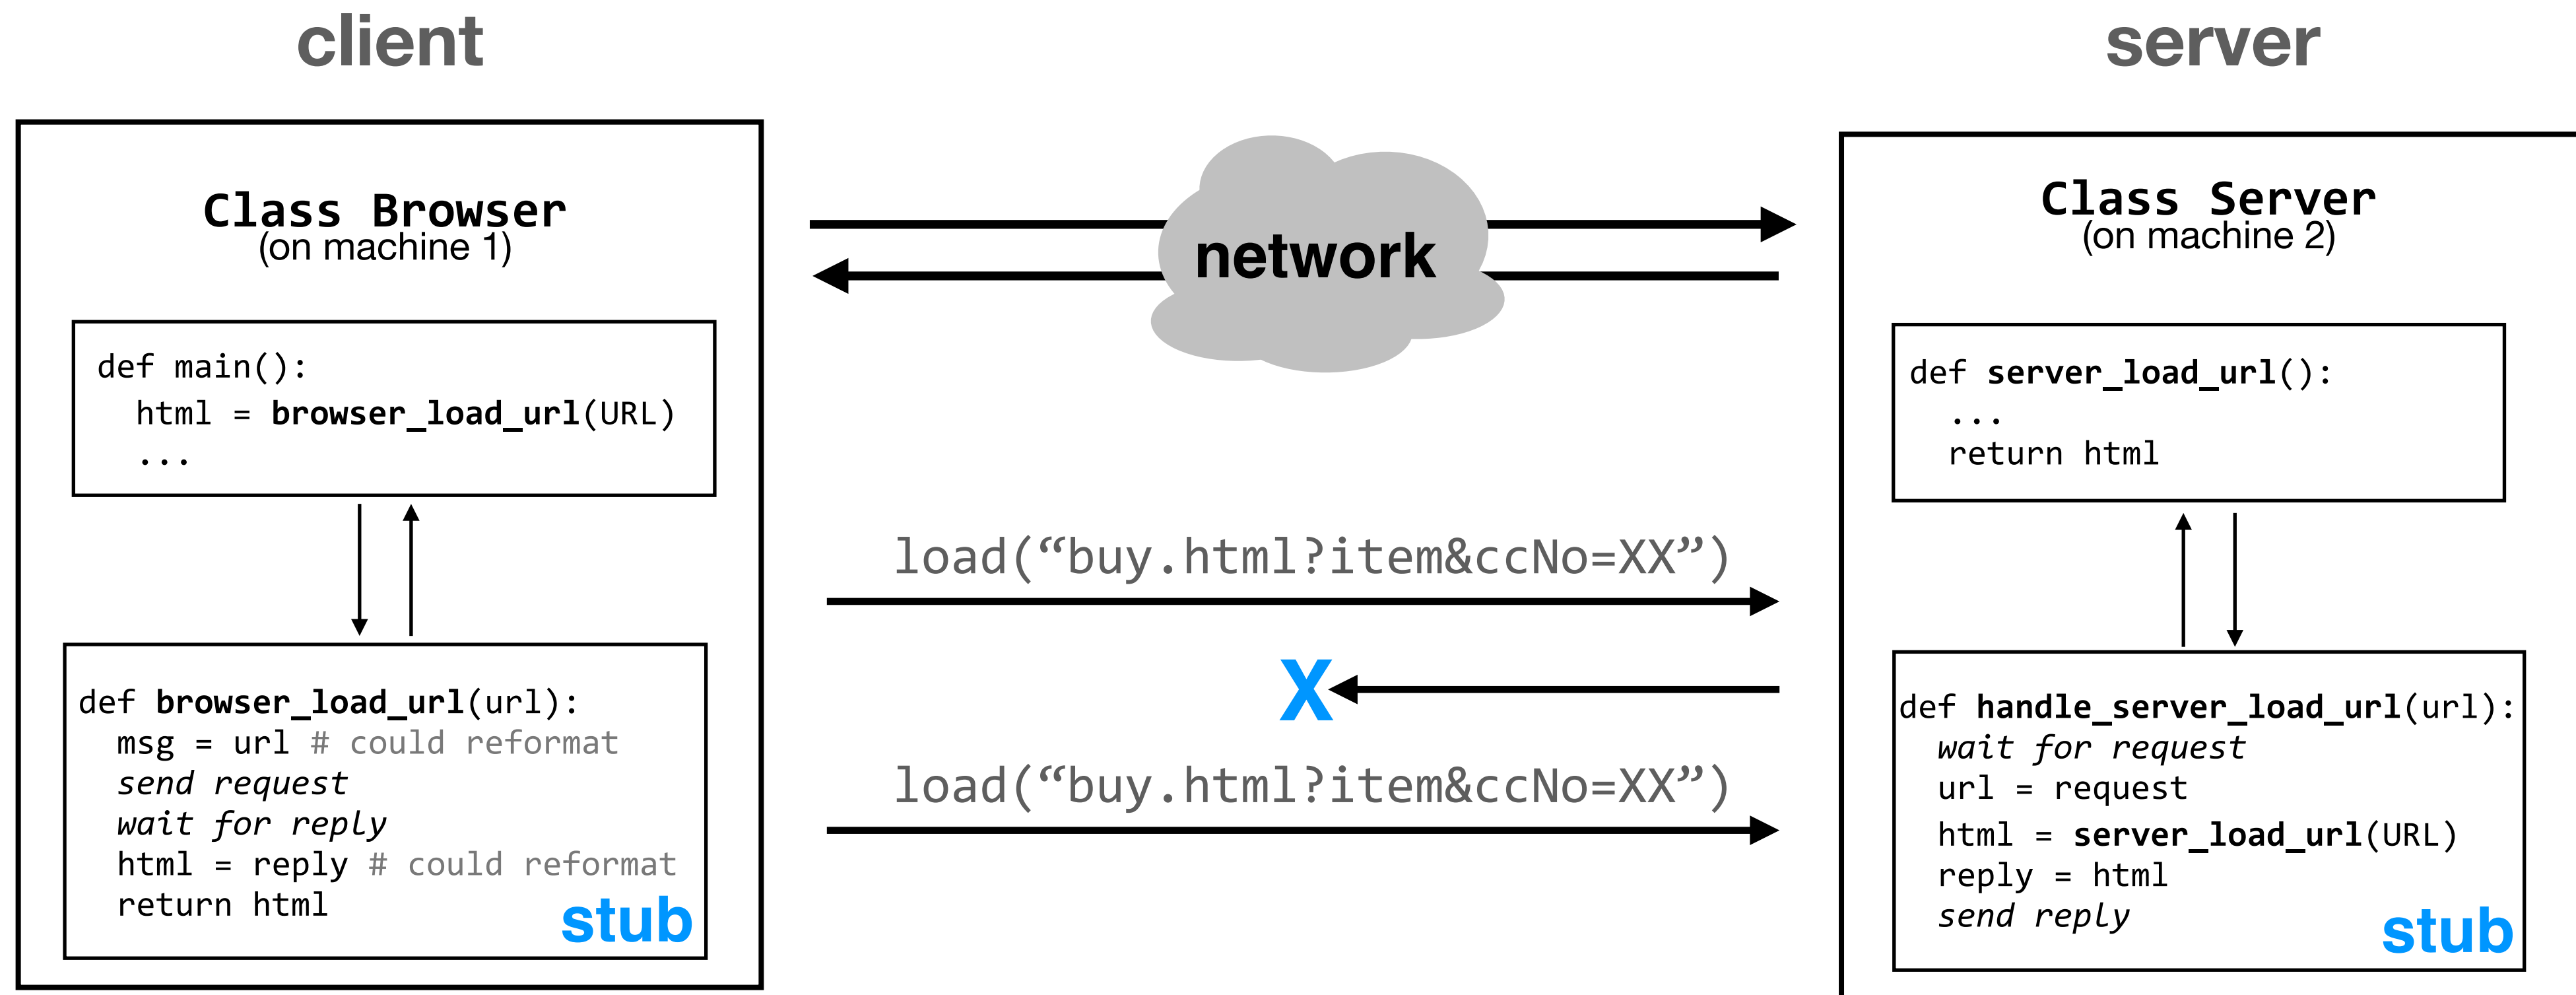 client
server
Class Browser
(on machine 1)
def main():
html = browser_load_url(URL)
...
def browser_load_url(url):
msg = url # could reformat
send request
wait for reply
html = reply # could reformat
return html
stub
network
load(“buy.html?item&ccNo=XX”)
X
load(“buy.html?item&ccNo=XX”)
Class Server
(on machine 2)
def server_load_url():
...
return html
def handle_server_load_url(url):
wait for request
url = request
html = server_load_url(URL)
reply = html
send reply
stub